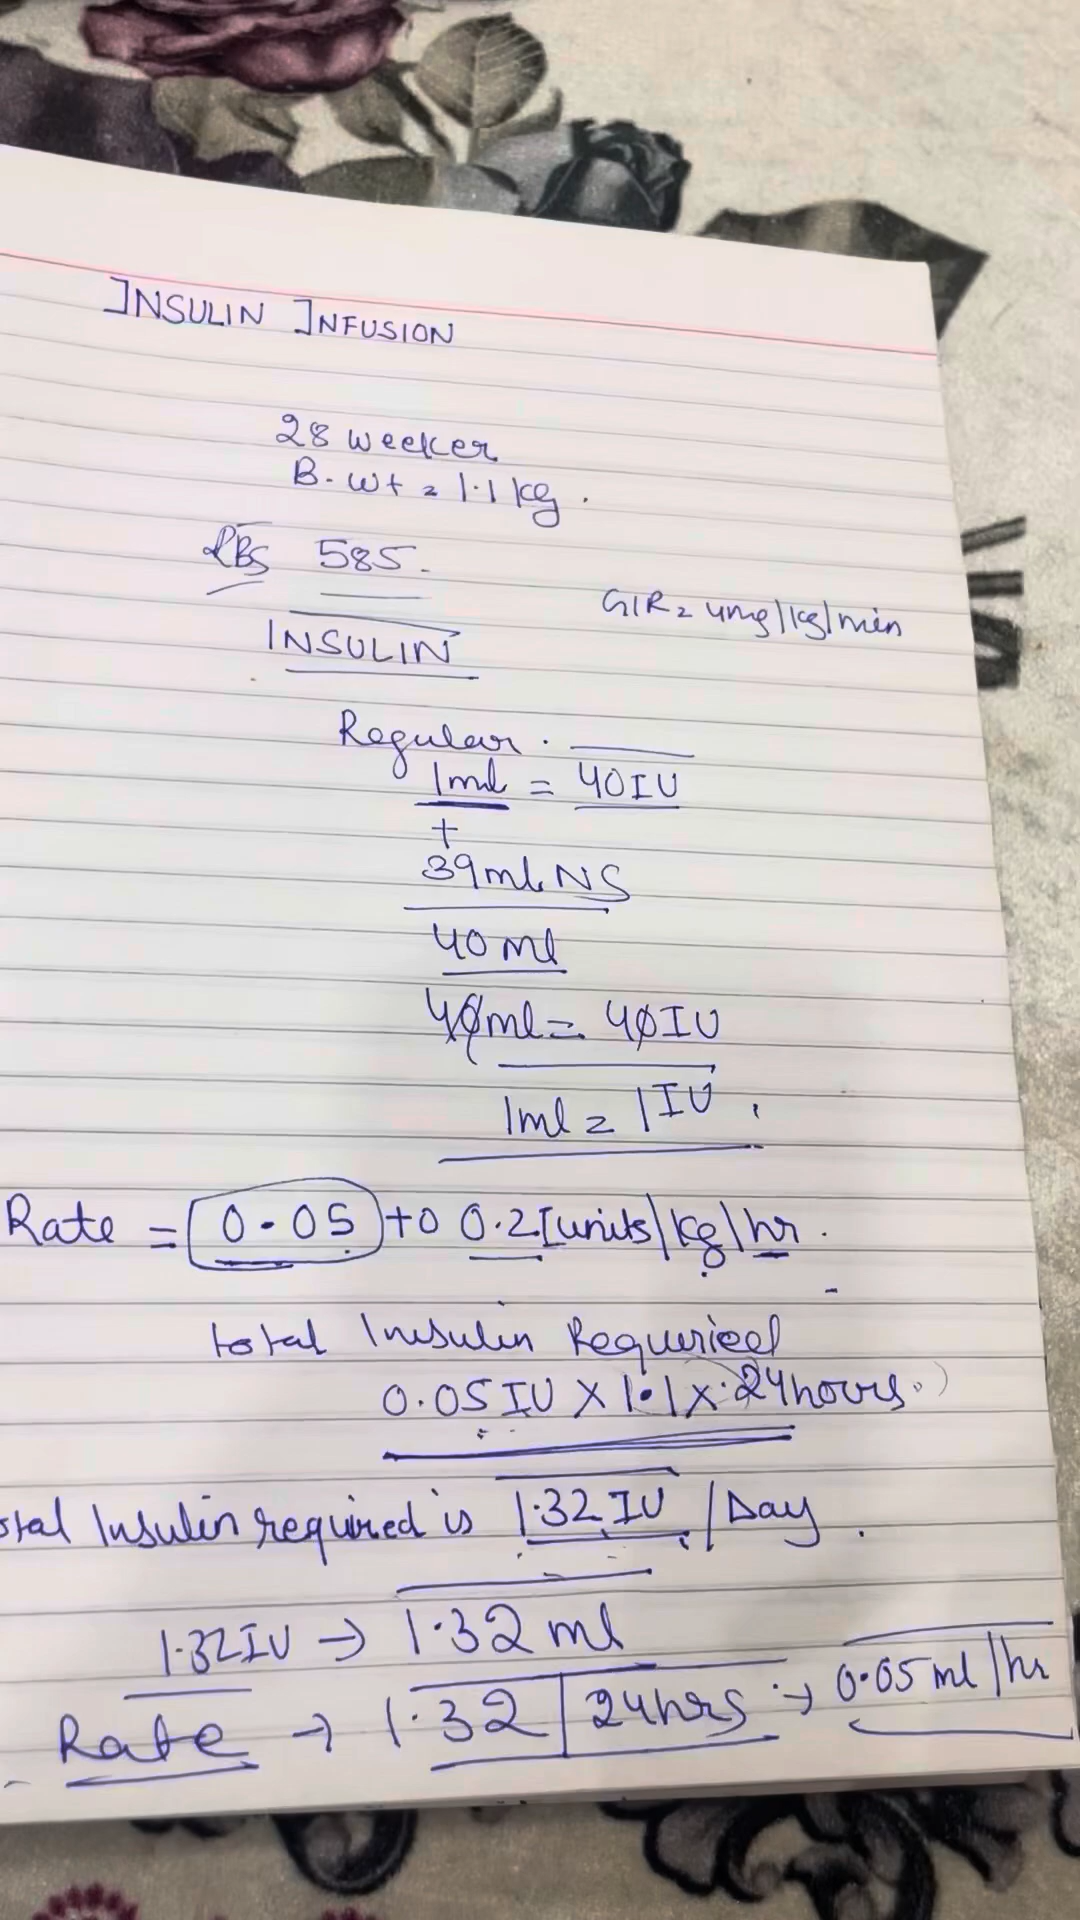 INSULIN INFUSION
28 weeker
B. wt = 1.1 kg.
RBS 585.
GIR = 4mg/kg/min
INSULIN
Regular.
1ml = 40IU
+
39ml NS
40 ml
40ml = 40IU
1ml = 1IU.
Rate = 0.05 to 0.2 Iunits/kg/hr.
total Insulin Required
0.05 IU X 1.1 X 24hours.
otal Insulin required is 1.32 IU /Day.
1.32IU → 1.32 ml
Rate → 1.32/24hrs → 0.05 ml/hr